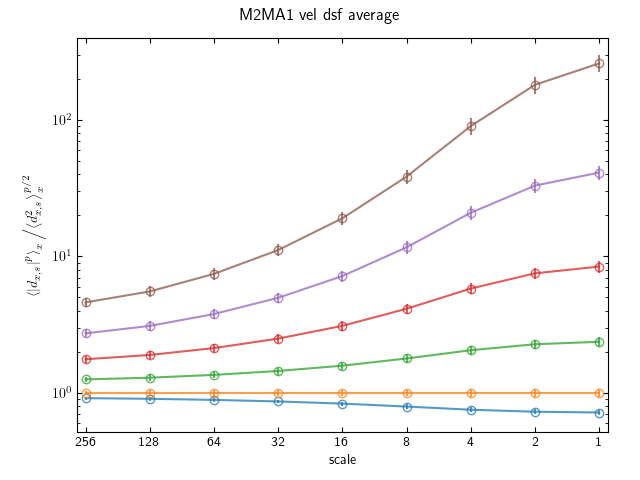 M2MA1 vel dsf average
⟨|d_{x,s}|^p⟩_x / ⟨d_{x,s}^2⟩_x^{p/2}
10^2
10^1
10^0
256 128 64 32 16 8 4 2 1
scale